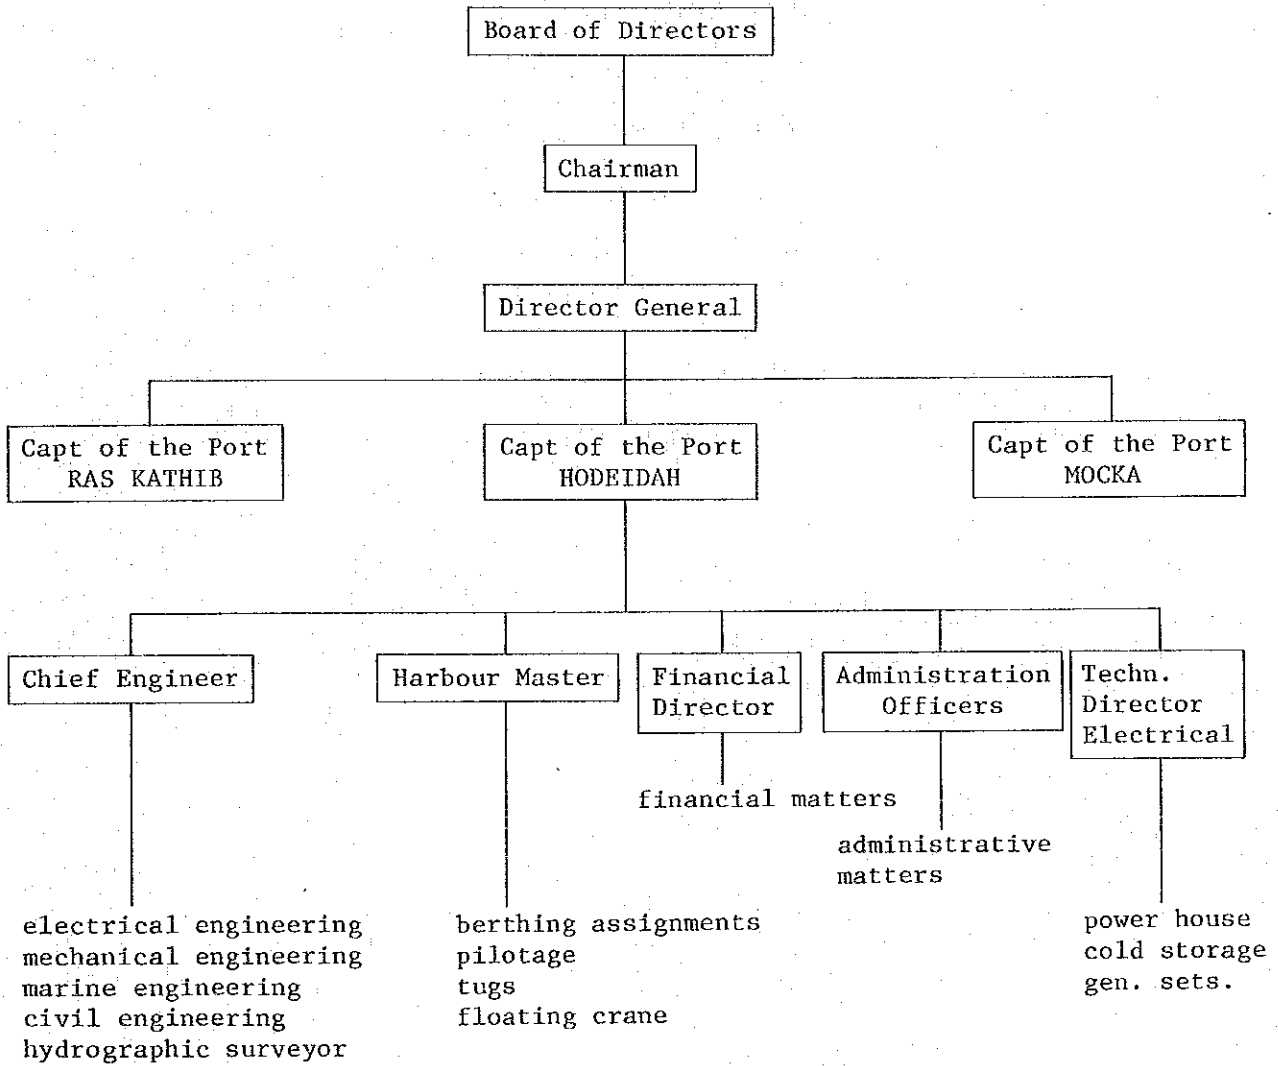 Board of Directors
Chairman
Director General
Capt of the Port
RAS KATHIB
Capt of the Port
HODEIDAH
Capt of the Port
MOCKA
Chief Engineer
Harbour Master
Financial
Director
Administration
Officers
Techn.
Director
Electrical
financial matters
administrative
matters
electrical engineering
mechanical engineering
marine engineering
civil engineering
hydrographic surveyor
berthing assignments
pilotage
tugs
floating crane
power house
cold storage
gen. sets.